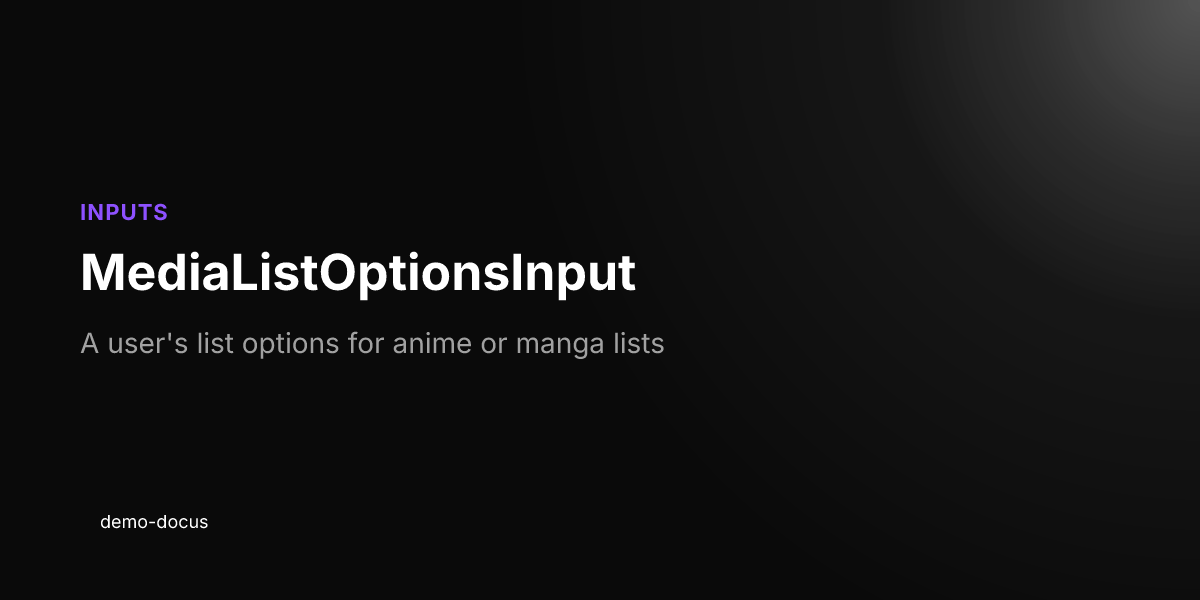 INPUTS
MediaListOptionsInput
A user's list options for anime or manga lists
demo-docus